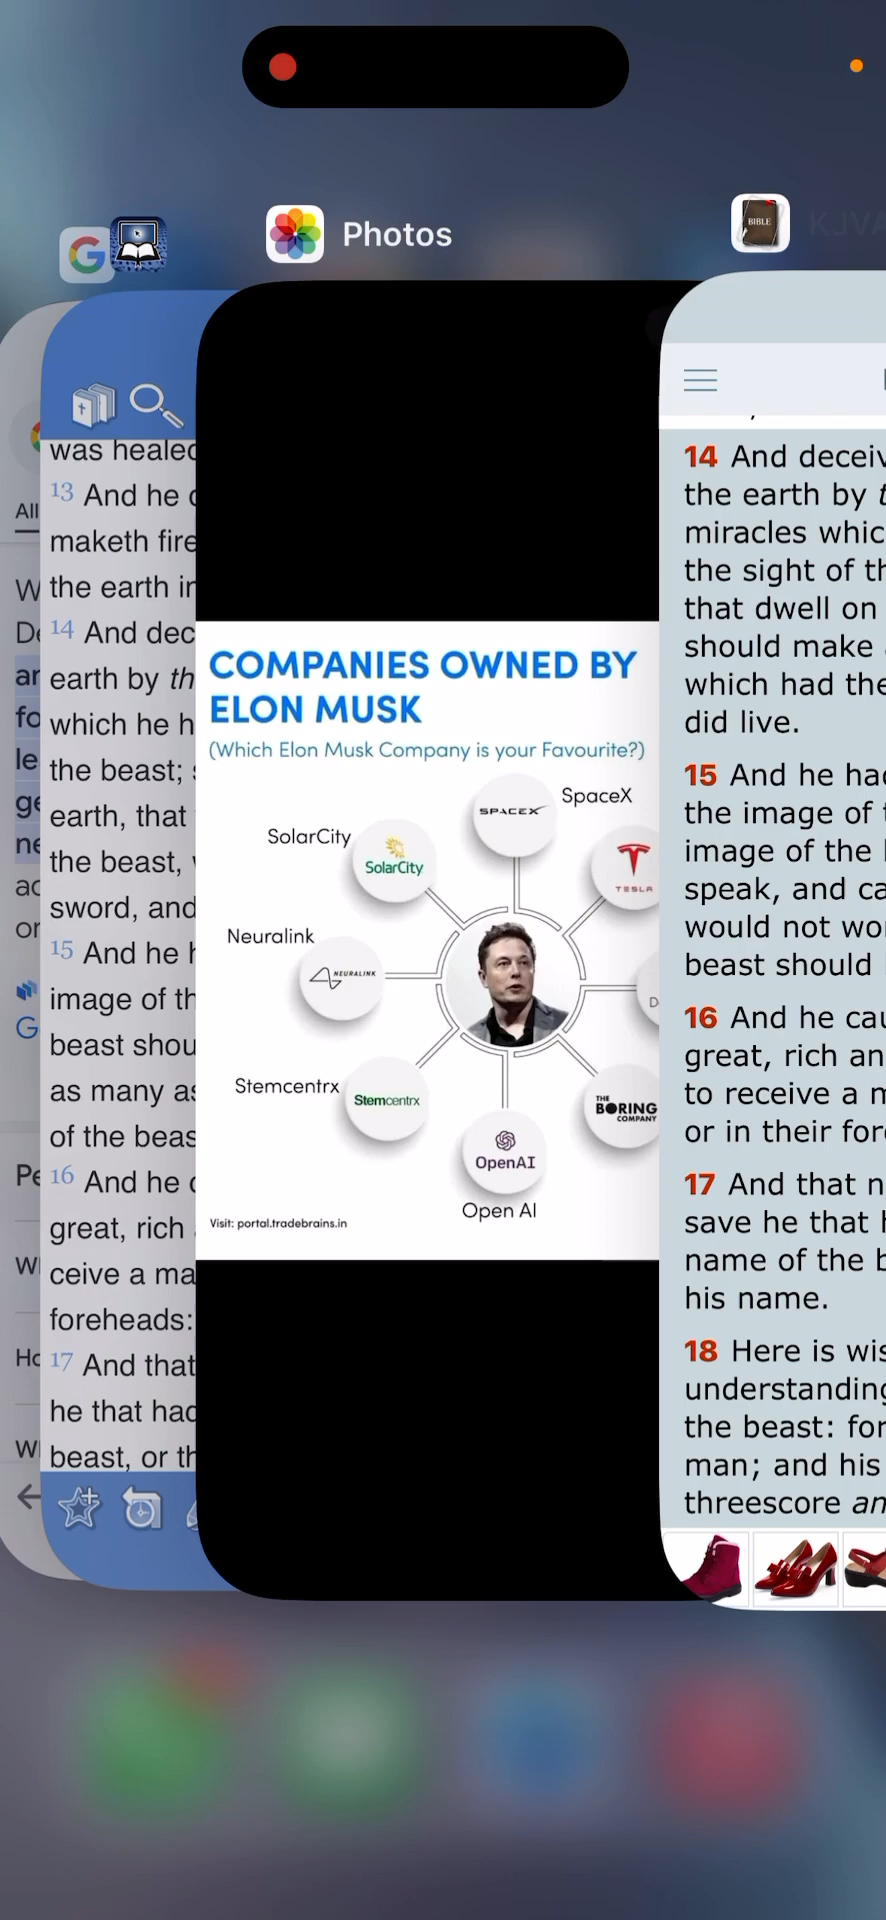 Photos
BIBLE
KJVA
All
was healed
13 And he
maketh fire
the earth in
14 And dec
earth by th
which he h
the beast;
earth, that
the beast,
sword, and
15 And he h
image of th
beast shou
as many as
of the beas
16 And he
great, rich
ceive a ma
foreheads:
17 And that
he that had
beast, or th
COMPANIES OWNED BY
ELON MUSK
(Which Elon Musk Company is your Favourite?)
SpaceX
SPACEX
SolarCity
SolarCity
TESLA
Neuralink
NEURALINK
Stemcentrx
Stemcentrx
THE
BORING
COMPANY
OpenAI
Open AI
Visit: portal.tradebrains.in
14 And deceiv
the earth by
miracles whic
the sight of th
that dwell on
should make
which had the
did live.
15 And he had
the image of
image of the
speak, and ca
would not wor
beast should
16 And he cau
great, rich an
to receive a m
or in their fore
17 And that n
save he that h
name of the b
his name.
18 Here is wis
understanding
the beast: for
man; and his
threescore an